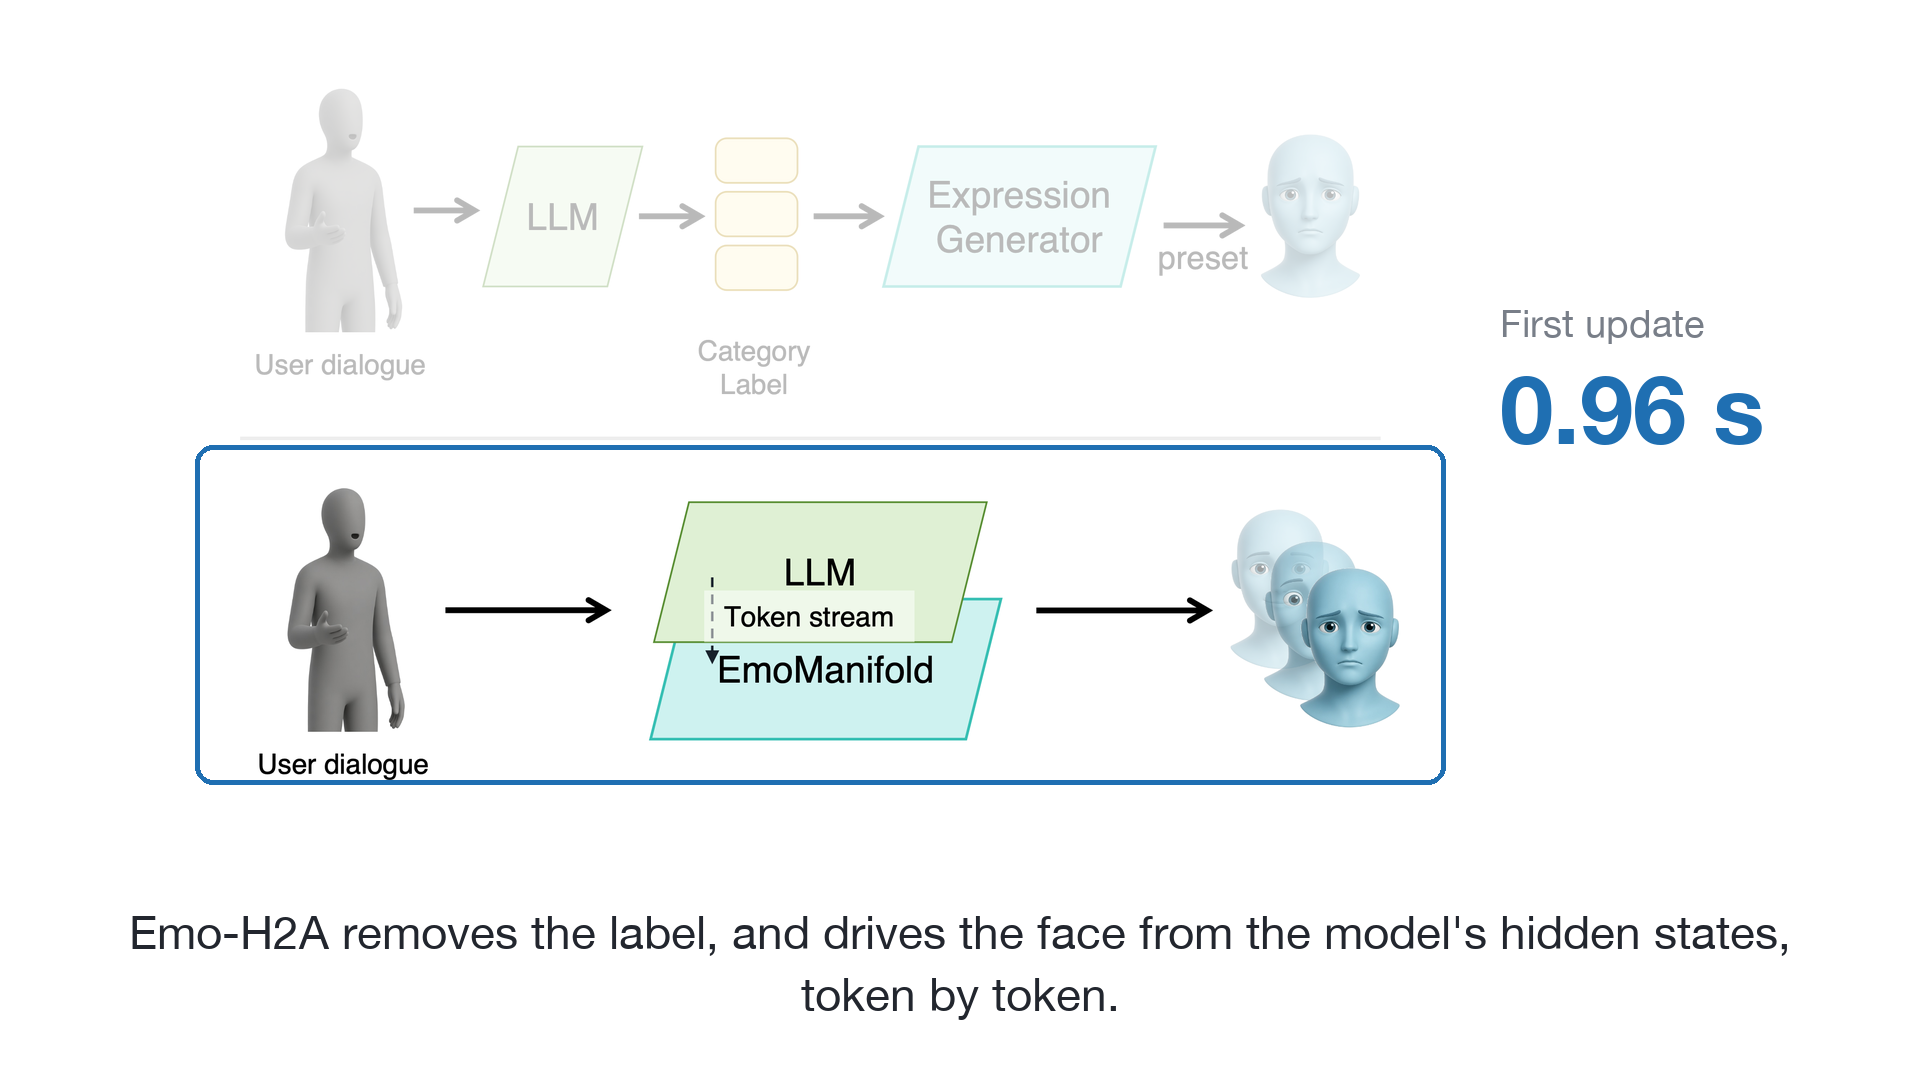 LLM
Expression
Generator
preset
User dialogue
Category
Label
First update
0.96 s
LLM
Token stream
EmoManifold
User dialogue
Emo-H2A removes the label, and drives the face from the model's hidden states,
token by token.